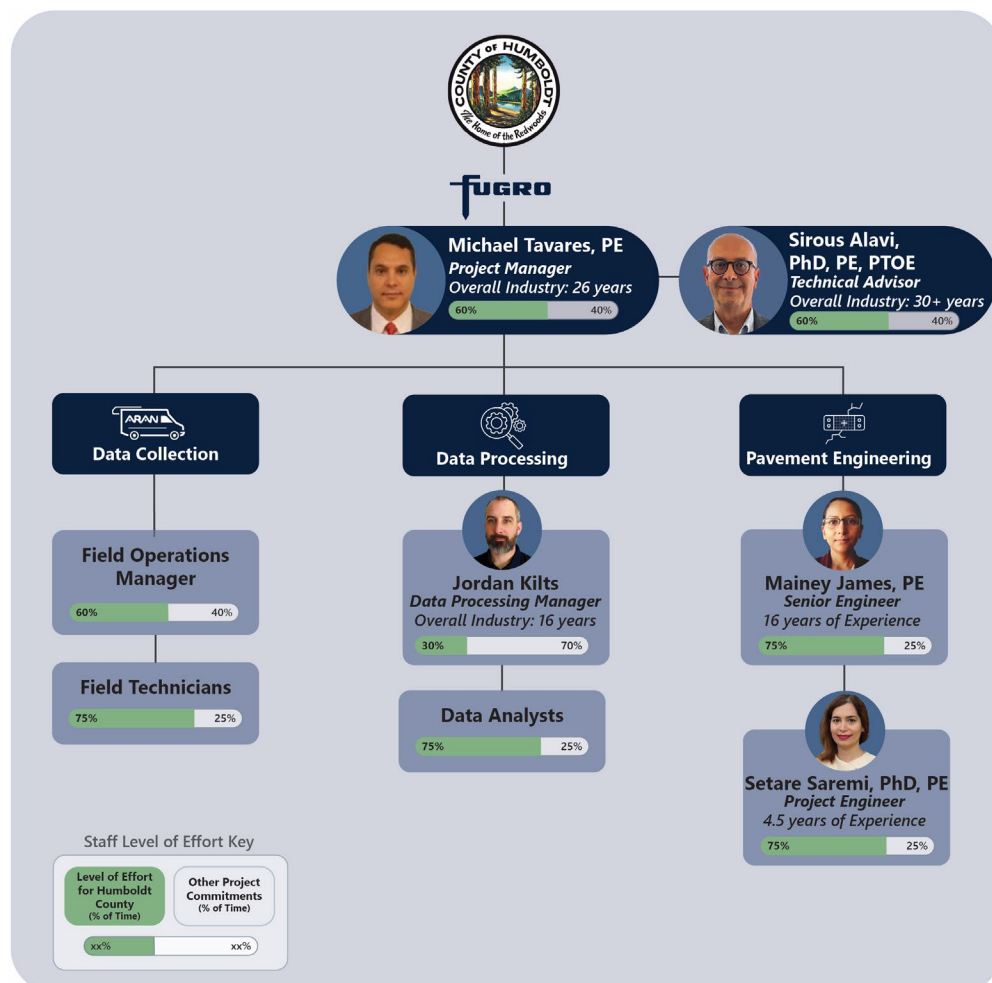 COUNTY OF HUMBOLDT
The Home of the Redwoods
FUGRO
Michael Tavares, PE
Project Manager
Overall Industry: 26 years
60% 40%
Sirous Alavi,
PhD, PE, PTOE
Technical Advisor
Overall Industry: 30+ years
60% 40%
ARAN
Data Collection
Field Operations
Manager
60% 40%
Field Technicians
75% 25%
Data Processing
Jordan Kilts
Data Processing Manager
Overall Industry: 16 years
30% 70%
Data Analysts
75% 25%
Pavement Engineering
Mainey James, PE
Senior Engineer
16 years of Experience
75% 25%
Setare Saremi, PhD, PE
Project Engineer
4.5 years of Experience
75% 25%
Staff Level of Effort Key
Level of Effort
for Humboldt
County
(% of Time)
Other Project
Commitments
(% of Time)
xx% xx%